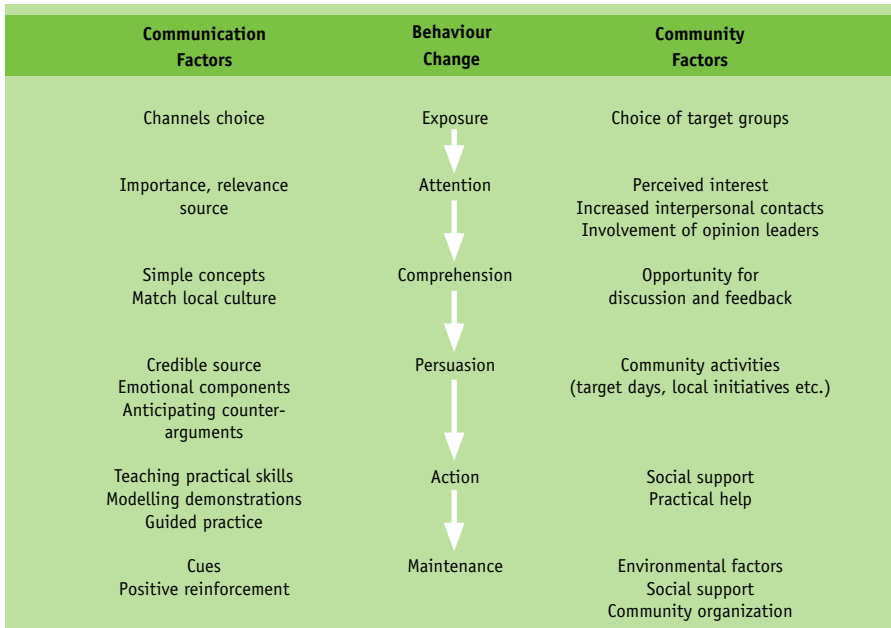 Communication
Factors
Behaviour
Change
Community
Factors
Channels choice
Exposure
Choice of target groups
Importance, relevance
source
Attention
Perceived interest
Increased interpersonal contacts
Involvement of opinion leaders
Simple concepts
Match local culture
Comprehension
Opportunity for
discussion and feedback
Credible source
Emotional components
Anticipating counter-
arguments
Persuasion
Community activities
(target days, local initiatives etc.)
Teaching practical skills
Modelling demonstrations
Guided practice
Action
Social support
Practical help
Cues
Positive reinforcement
Maintenance
Environmental factors
Social support
Community organization